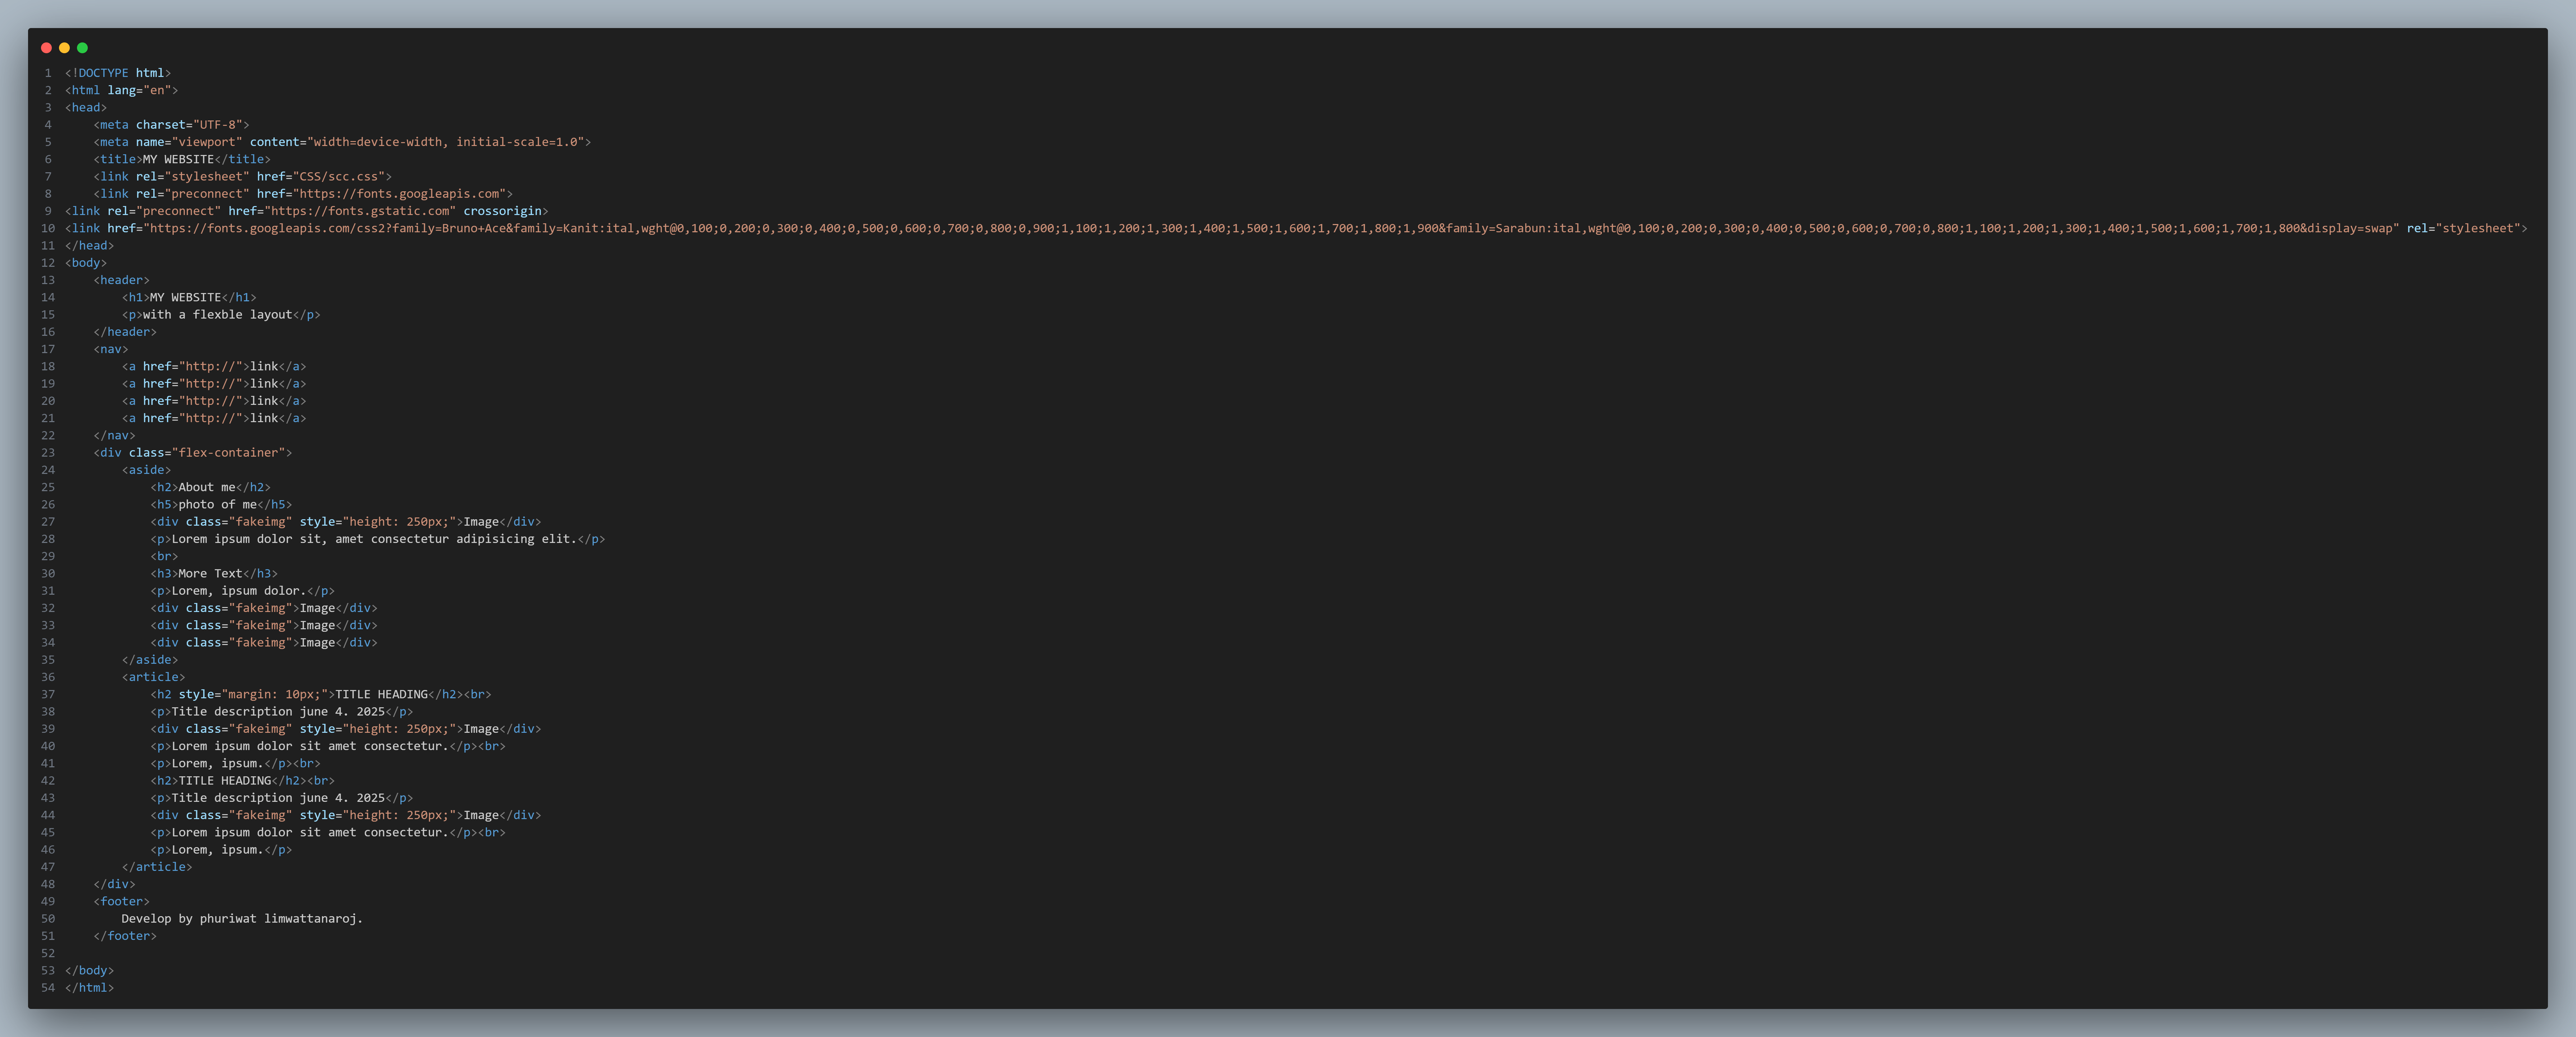 1 <!DOCTYPE html>
2 <html lang="en">
3 <head>
4     <meta charset="UTF-8">
5     <meta name="viewport" content="width=device-width, initial-scale=1.0">
6     <title>MY WEBSITE</title>
7     <link rel="stylesheet" href="CSS/scc.css">
8     <link rel="preconnect" href="https://fonts.googleapis.com">
9 <link rel="preconnect" href="https://fonts.gstatic.com" crossorigin>
10 <link href="https://fonts.googleapis.com/css2?family=Bruno+Ace&family=Kanit:ital,wght@0,100;0,200;0,300;0,400;0,500;0,600;0,700;0,800;0,900;1,100;1,200;1,300;1,400;1,500;1,600;1,700;1,800;1,900&family=Sarabun:ital,wght@0,100;0,200;0,300;0,400;0,500;0,600;0,700;0,800;1,100;1,200;1,300;1,400;1,500;1,600;1,700;1,800&display=swap" rel="stylesheet">
11 </head>
12 <body>
13     <header>
14         <h1>MY WEBSITE</h1>
15         <p>with a flexble layout</p>
16     </header>
17     <nav>
18         <a href="http://">link</a>
19         <a href="http://">link</a>
20         <a href="http://">link</a>
21         <a href="http://">link</a>
22     </nav>
23     <div class="flex-container">
24         <aside>
25             <h2>About me</h2>
26             <h5>photo of me</h5>
27             <div class="fakeimg" style="height: 250px;">Image</div>
28             <p>Lorem ipsum dolor sit, amet consectetur adipisicing elit.</p>
29             <br>
30             <h3>More Text</h3>
31             <p>Lorem, ipsum dolor.</p>
32             <div class="fakeimg">Image</div>
33             <div class="fakeimg">Image</div>
34             <div class="fakeimg">Image</div>
35         </aside>
36         <article>
37             <h2 style="margin: 10px;">TITLE HEADING</h2><br>
38             <p>Title description june 4. 2025</p>
39             <div class="fakeimg" style="height: 250px;">Image</div>
40             <p>Lorem ipsum dolor sit amet consectetur.</p><br>
41             <p>Lorem, ipsum.</p><br>
42             <h2>TITLE HEADING</h2><br>
43             <p>Title description june 4. 2025</p>
44             <div class="fakeimg" style="height: 250px;">Image</div>
45             <p>Lorem ipsum dolor sit amet consectetur.</p><br>
46             <p>Lorem, ipsum.</p>
47         </article>
48     </div>
49     <footer>
50         Develop by phuriwat limwattanaroj.
51     </footer>
52
53 </body>
54 </html>